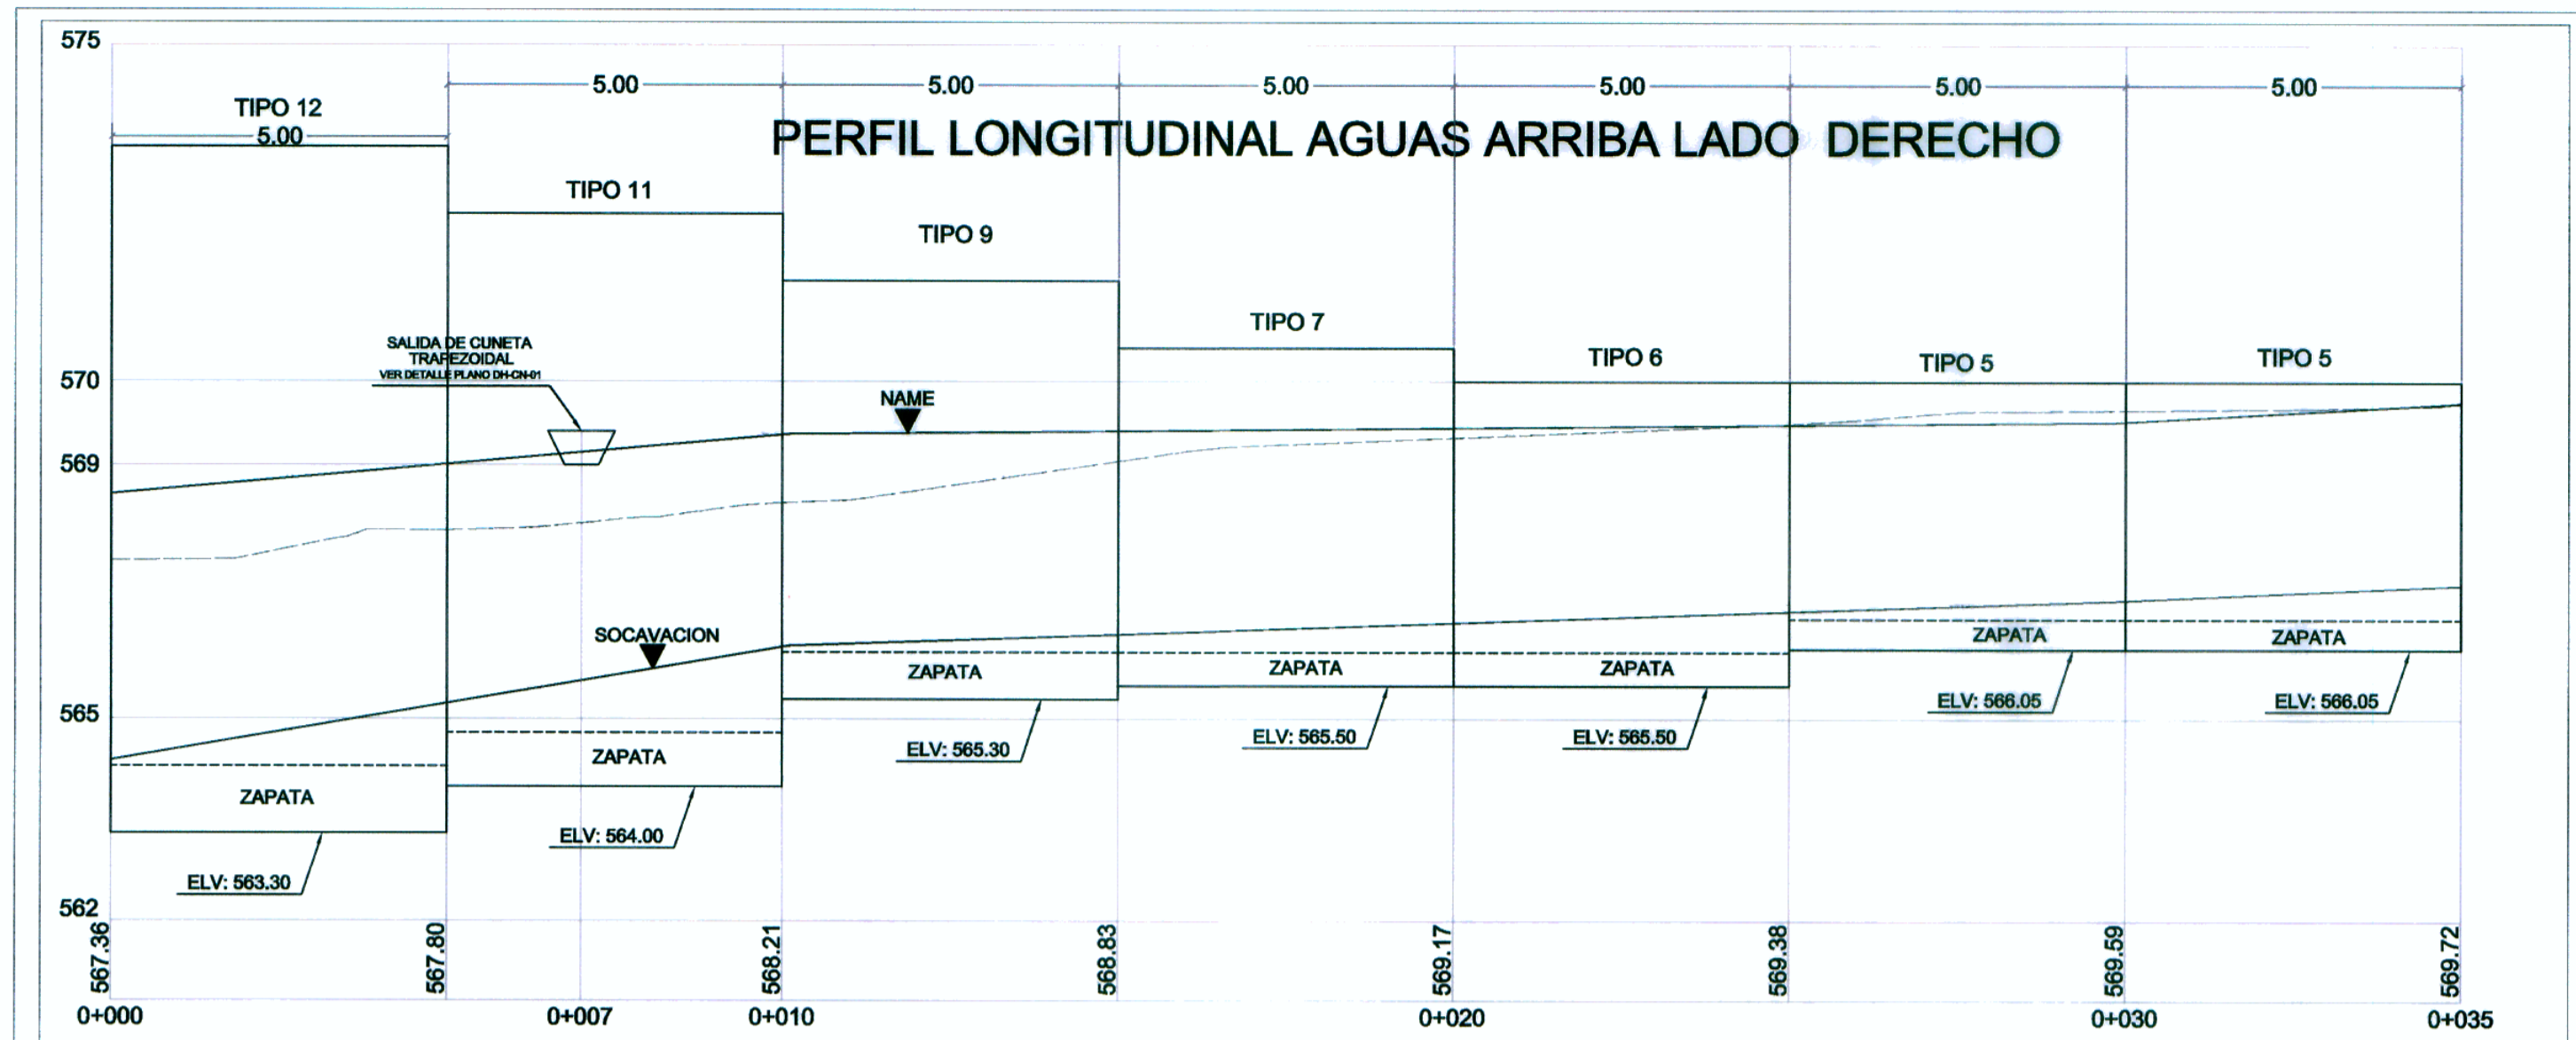 575
5.00
5.00
5.00
5.00
5.00
5.00
TIPO 12
5.00
PERFIL LONGITUDINAL AGUAS ARRIBA LADO DERECHO
TIPO 11
TIPO 9
TIPO 7
TIPO 6
TIPO 5
TIPO 5
SALIDA DE CUNETA
TRAPEZOIDAL
VER DETALLE PLANO DH-CN-01
570
NAME
569
SOCAVACION
565
ZAPATA
ZAPATA
ZAPATA
ZAPATA
ZAPATA
ZAPATA
ZAPATA
ELV: 563.30
ELV: 564.00
ELV: 565.30
ELV: 565.50
ELV: 565.50
ELV: 566.05
ELV: 566.05
562
567.36
567.80
568.21
568.83
569.17
569.38
569.59
569.72
0+000
0+007
0+010
0+020
0+030
0+035